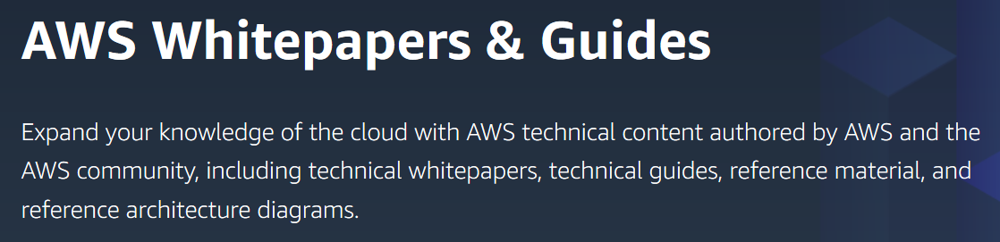 AWS Whitepapers & Guides
Expand your knowledge of the cloud with AWS technical content authored by AWS and the
AWS community, including technical whitepapers, technical guides, reference material, and
reference architecture diagrams.